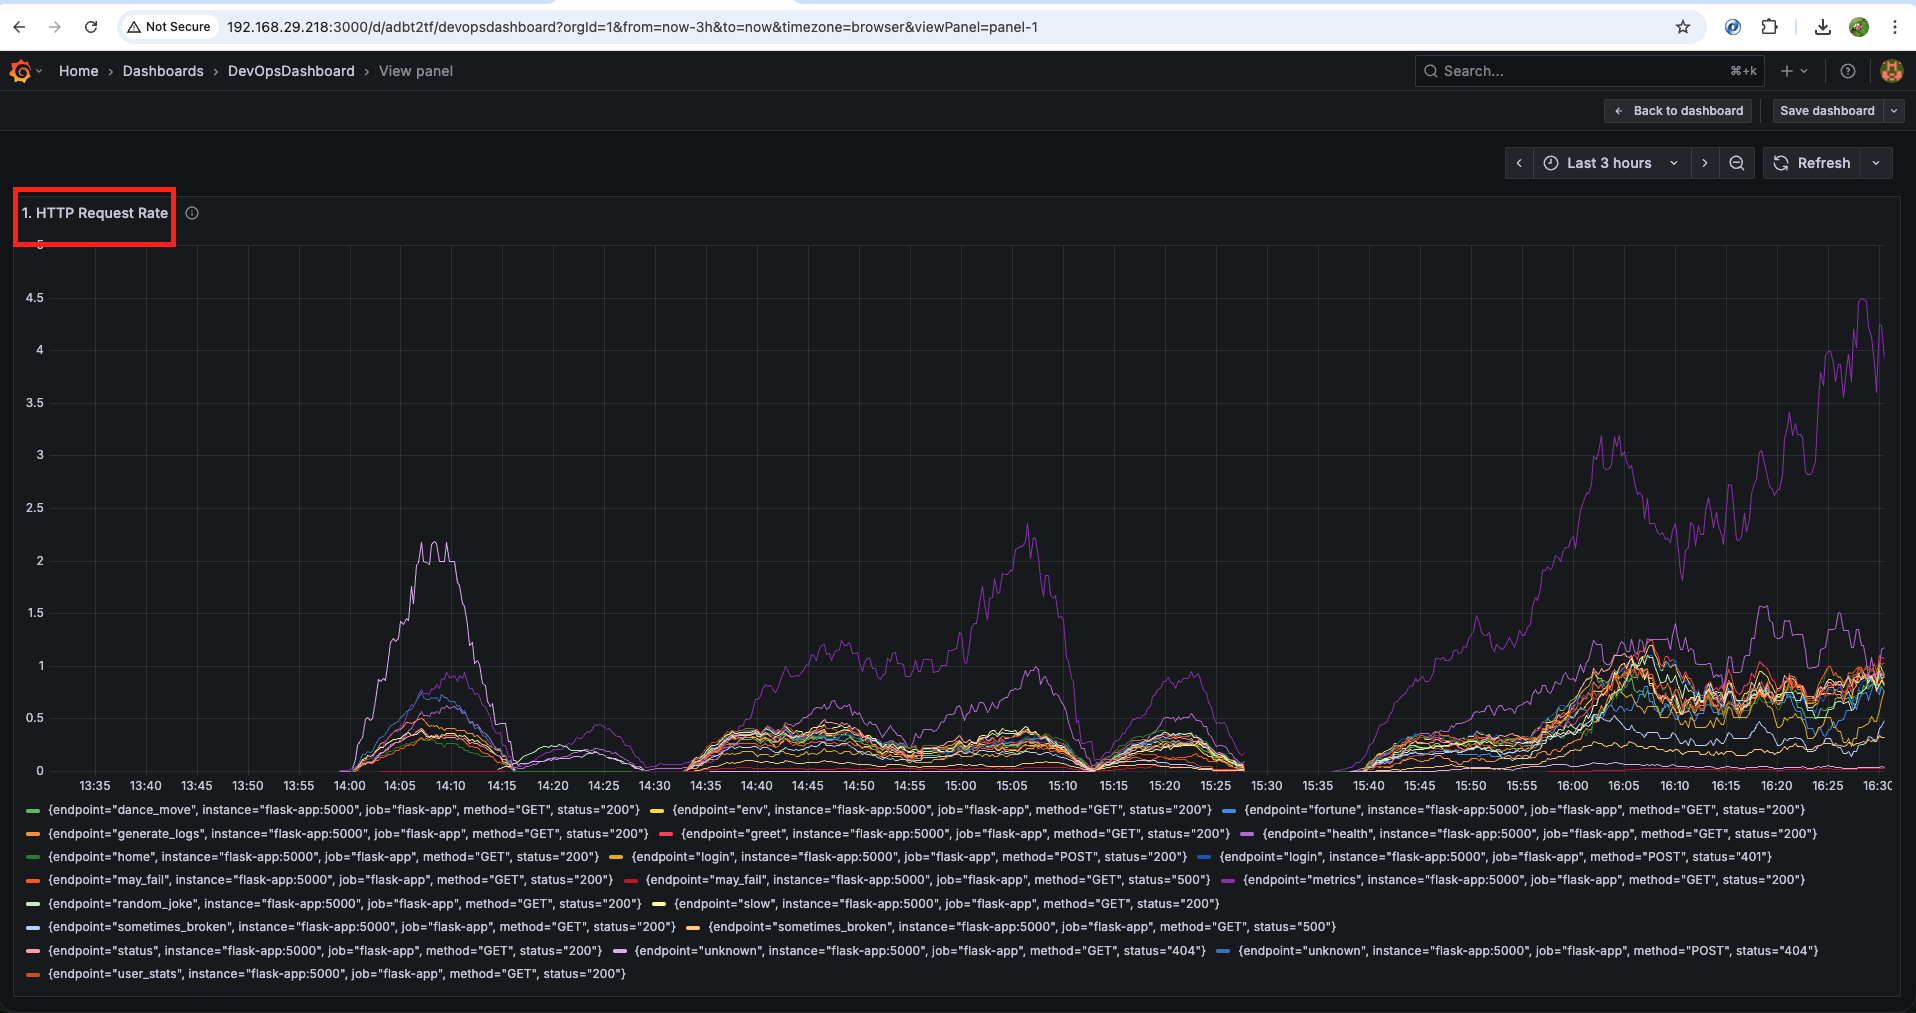 Not Secure 192.168.29.218:3000/d/adbt2tf/devopsdashboard?orgId=1&from=now-3h&to=now&timezone=browser&viewPanel=panel-1
Home › Dashboards › DevOpsDashboard › View panel Search... ⌘+k
Back to dashboard Save dashboard
Last 3 hours Refresh
1. HTTP Request Rate
5
4.5
4
3.5
3
2.5
2
1.5
1
0.5
0
13:35 13:40 13:45 13:50 13:55 14:00 14:05 14:10 14:15 14:20 14:25 14:30 14:35 14:40 14:45 14:50 14:55 15:00 15:05 15:10 15:15 15:20 15:25 15:30 15:35 15:40 15:45 15:50 15:55 16:00 16:05 16:10 16:15 16:20 16:25 16:30
{endpoint="dance_move", instance="flask-app:5000", job="flask-app", method="GET", status="200"} {endpoint="env", instance="flask-app:5000", job="flask-app", method="GET", status="200"} {endpoint="fortune", instance="flask-app:5000", job="flask-app", method="GET", status="200"}
{endpoint="generate_logs", instance="flask-app:5000", job="flask-app", method="GET", status="200"} {endpoint="greet", instance="flask-app:5000", job="flask-app", method="GET", status="200"} {endpoint="health", instance="flask-app:5000", job="flask-app", method="GET", status="200"}
{endpoint="home", instance="flask-app:5000", job="flask-app", method="GET", status="200"} {endpoint="login", instance="flask-app:5000", job="flask-app", method="POST", status="200"} {endpoint="login", instance="flask-app:5000", job="flask-app", method="POST", status="401"}
{endpoint="may_fail", instance="flask-app:5000", job="flask-app", method="GET", status="200"} {endpoint="may_fail", instance="flask-app:5000", job="flask-app", method="GET", status="500"} {endpoint="metrics", instance="flask-app:5000", job="flask-app", method="GET", status="200"}
{endpoint="random_joke", instance="flask-app:5000", job="flask-app", method="GET", status="200"} {endpoint="slow", instance="flask-app:5000", job="flask-app", method="GET", status="200"}
{endpoint="sometimes_broken", instance="flask-app:5000", job="flask-app", method="GET", status="200"} {endpoint="sometimes_broken", instance="flask-app:5000", job="flask-app", method="GET", status="500"}
{endpoint="status", instance="flask-app:5000", job="flask-app", method="GET", status="200"} {endpoint="unknown", instance="flask-app:5000", job="flask-app", method="GET", status="404"} {endpoint="unknown", instance="flask-app:5000", job="flask-app", method="POST", status="404"}
{endpoint="user_stats", instance="flask-app:5000", job="flask-app", method="GET", status="200"}